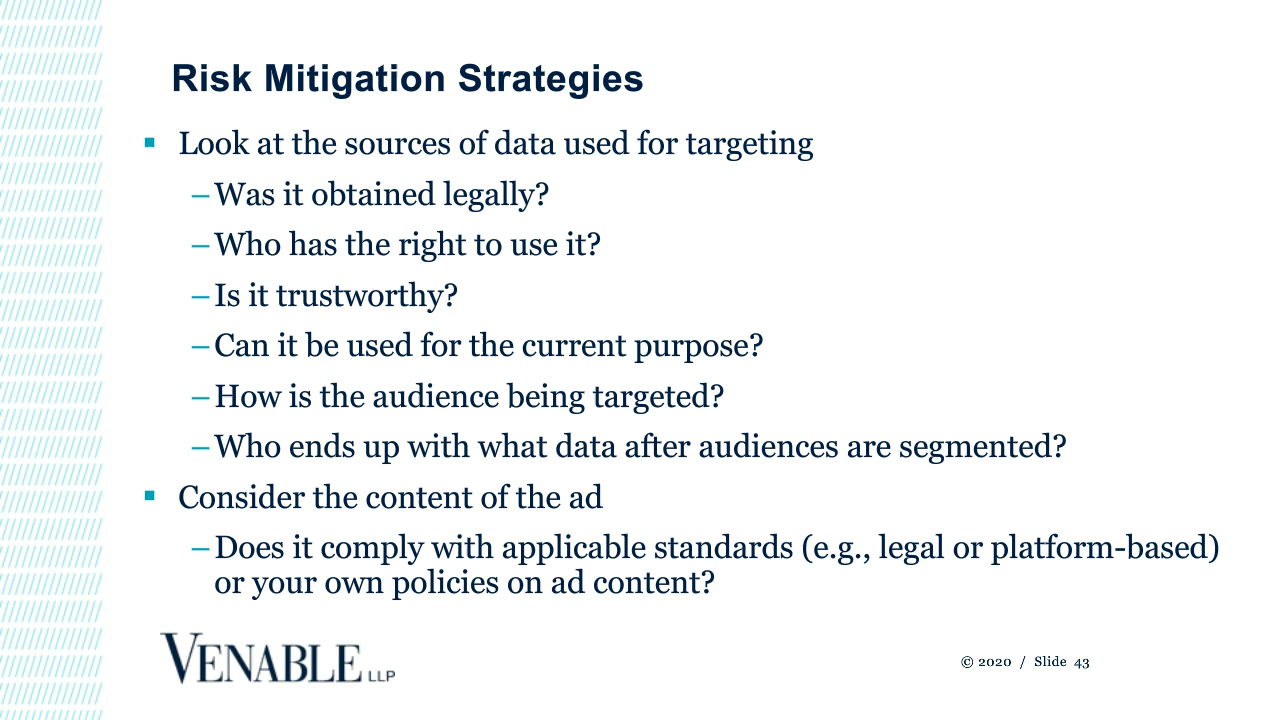 Risk Mitigation Strategies
▪ Look at the sources of data used for targeting
–Was it obtained legally?
–Who has the right to use it?
–Is it trustworthy?
–Can it be used for the current purpose?
–How is the audience being targeted?
–Who ends up with what data after audiences are segmented?
▪ Consider the content of the ad
–Does it comply with applicable standards (e.g., legal or platform-based)
or your own policies on ad content?
VENABLE LLP
© 2020 / Slide 43